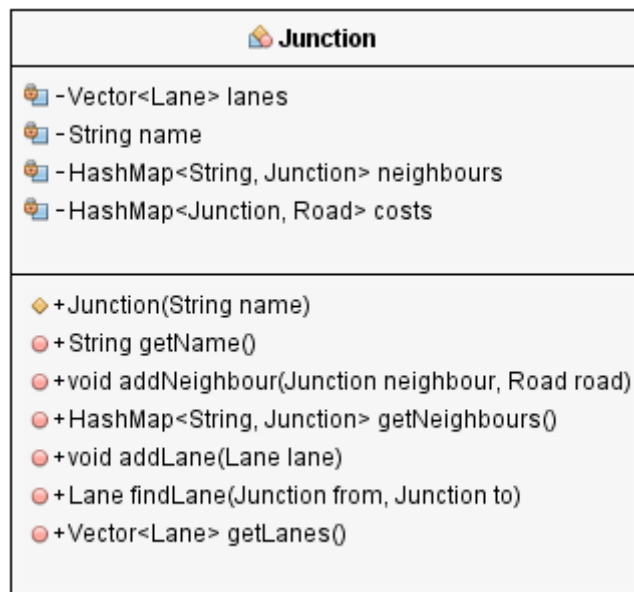 Junction
-Vector<Lane> lanes
-String name
-HashMap<String, Junction> neighbours
-HashMap<Junction, Road> costs
+Junction(String name)
+String getName()
+void addNeighbour(Junction neighbour, Road road)
+HashMap<String, Junction> getNeighbours()
+void addLane(Lane lane)
+Lane findLane(Junction from, Junction to)
+Vector<Lane> getLanes()